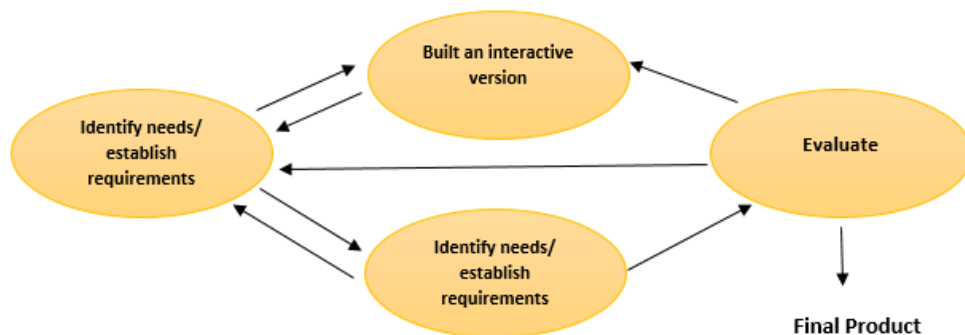 Built an interactive
version
Identify needs/
establish
requirements
Evaluate
Identify needs/
establish
requirements
Final Product